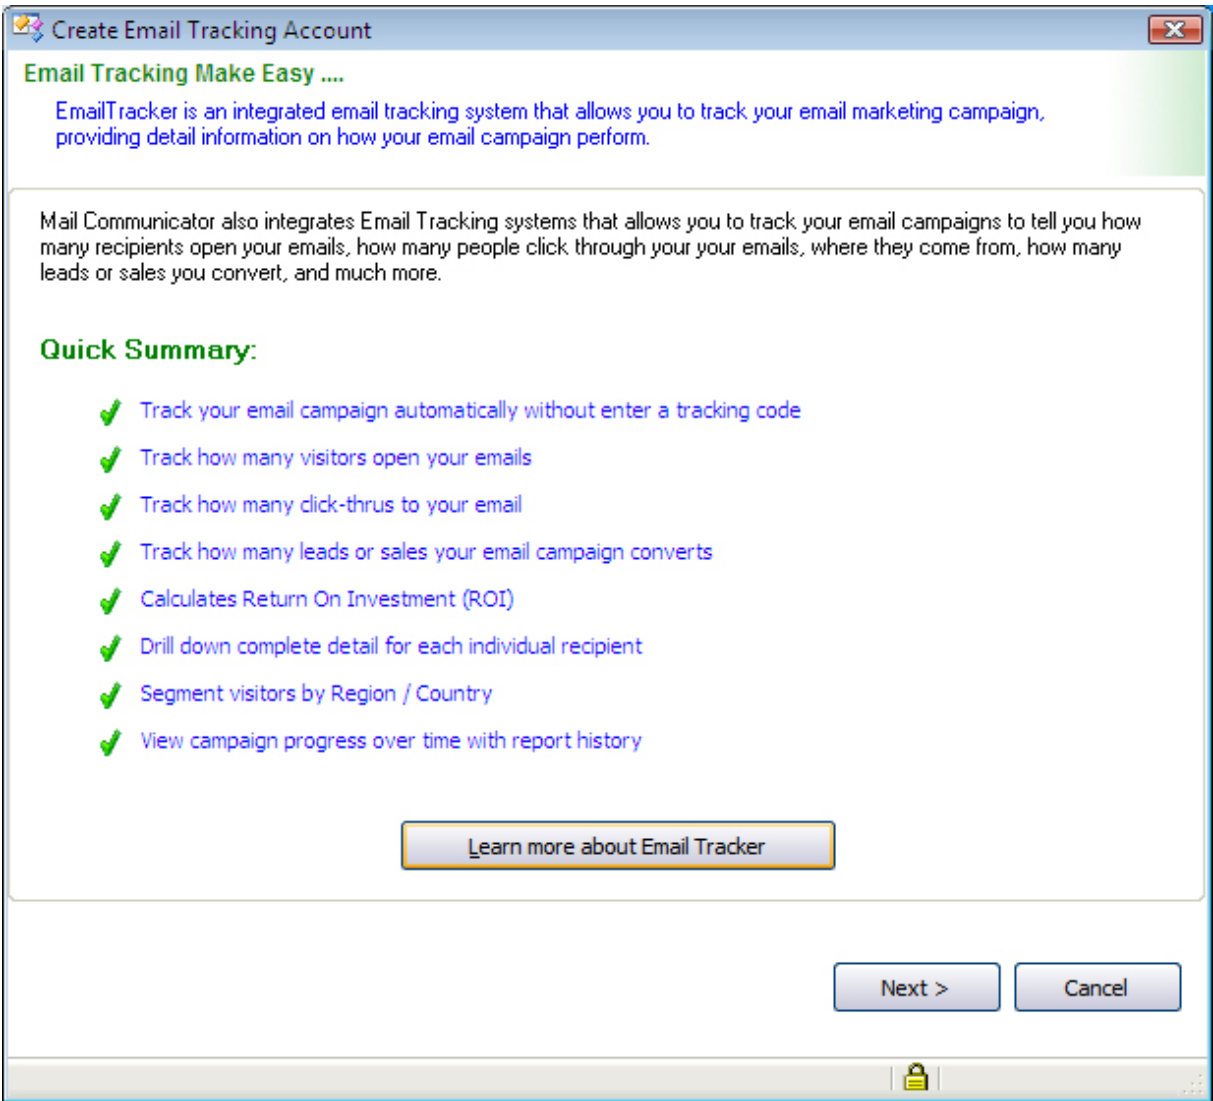 Create Email Tracking Account
Email Tracking Make Easy ....
EmailTracker is an integrated email tracking system that allows you to track your email marketing campaign,
providing detail information on how your email campaign perform.
Mail Communicator also integrates Email Tracking systems that allows you to track your email campaigns to tell you how
many recipients open your emails, how many people click through your your emails, where they come from, how many
leads or sales you convert, and much more.
Quick Summary:
Track your email campaign automatically without enter a tracking code
Track how many visitors open your emails
Track how many click-thrus to your email
Track how many leads or sales your email campaign converts
Calculates Return On Investment (ROI)
Drill down complete detail for each individual recipient
Segment visitors by Region / Country
View campaign progress over time with report history
Learn more about Email Tracker
Next >
Cancel